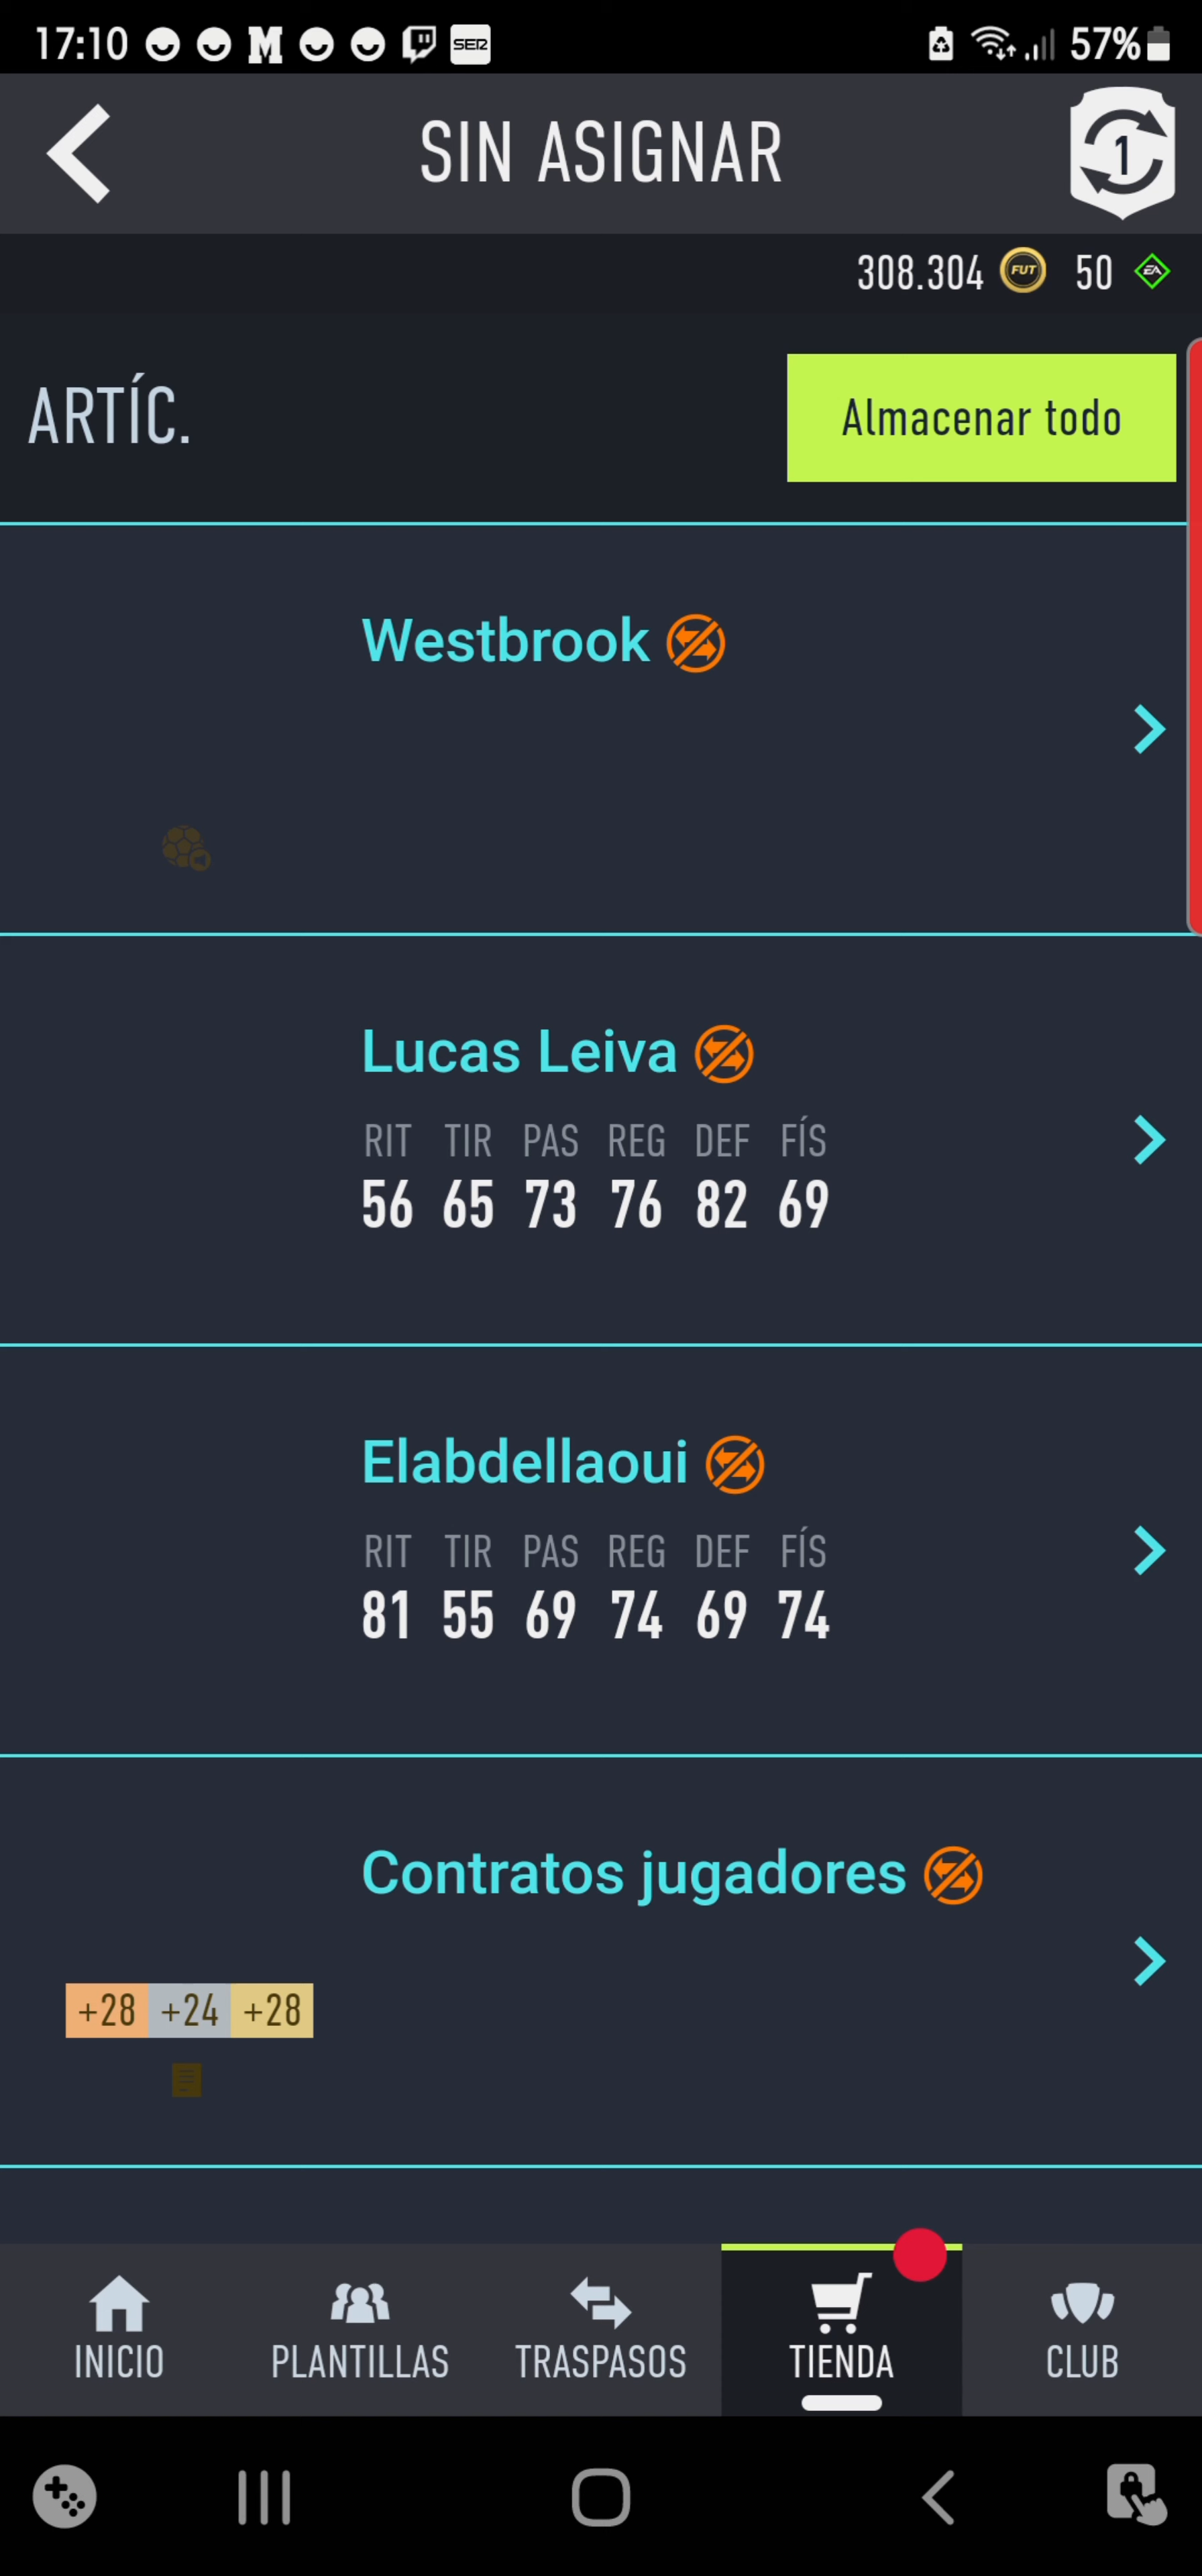 17:10 M SER 57%
SIN ASIGNAR
1
308.304 FUT 50 EA
ARTÍC.
Almacenar todo
Westbrook
Lucas Leiva
RIT TIR PAS REG DEF FÍS
56 65 73 76 82 69
Elabdellaoui
RIT TIR PAS REG DEF FÍS
81 55 69 74 69 74
Contratos jugadores
+28 +24 +28
INICIO PLANTILLAS TRASPASOS TIENDA CLUB